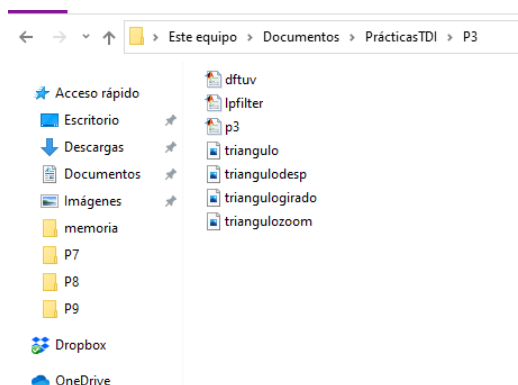 Este equipo > Documentos > PrácticasTDI > P3
Acceso rápido
Escritorio
Descargas
Documentos
Imágenes
memoria
P7
P8
P9
Dropbox
OneDrive
dftuv
lpfilter
p3
triangulo
triangulodesp
triangulogirado
triangulozoom